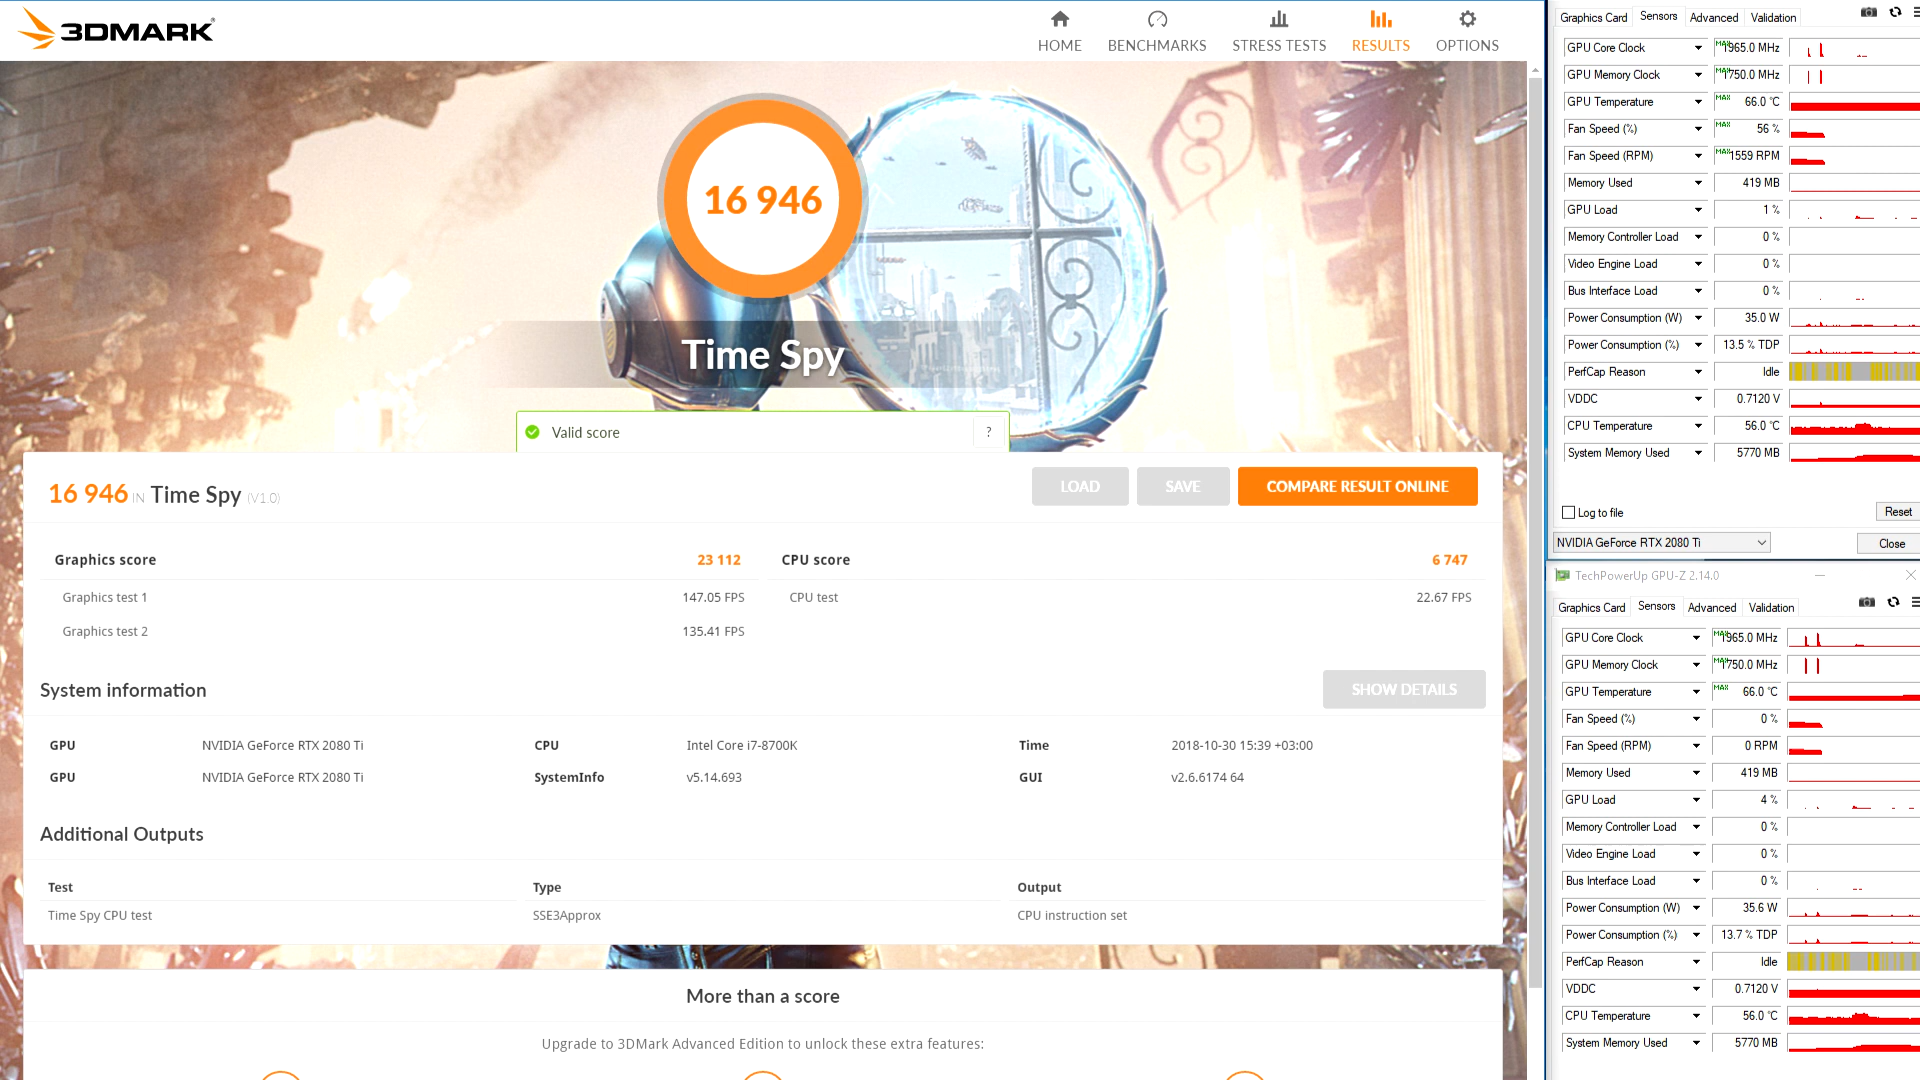 3DMARK
HOME
BENCHMARKS
STRESS TESTS
RESULTS
OPTIONS
16 946
Time Spy
Valid score
?
16 946 IN Time Spy (V1.0)
LOAD
SAVE
COMPARE RESULT ONLINE
Graphics score 23 112
CPU score 6 747
Graphics test 1 147.05 FPS
CPU test 22.67 FPS
Graphics test 2 135.41 FPS
System information
SHOW DETAILS
GPU NVIDIA GeForce RTX 2080 Ti
CPU Intel Core i7-8700K
Time 2018-10-30 15:39 +03:00
GPU NVIDIA GeForce RTX 2080 Ti
SystemInfo v5.14.693
GUI v2.6.6174 64
Additional Outputs
Test Type Output
Time Spy CPU test SSE3Approx CPU instruction set
More than a score
Upgrade to 3DMark Advanced Edition to unlock these extra features:
Graphics Card Sensors Advanced Validation
GPU Core Clock MAX 1965.0 MHz
GPU Memory Clock MAX 1750.0 MHz
GPU Temperature MAX 66.0 °C
Fan Speed (%) MAX 56 %
Fan Speed (RPM) MAX 1559 RPM
Memory Used 419 MB
GPU Load 1 %
Memory Controller Load 0 %
Video Engine Load 0 %
Bus Interface Load 0 %
Power Consumption (W) 35.0 W
Power Consumption (%) 13.5 % TDP
PerfCap Reason Idle
VDDC 0.7120 V
CPU Temperature 56.0 °C
System Memory Used 5770 MB
Log to file
Reset
NVIDIA GeForce RTX 2080 Ti
Close
TechPowerUp GPU-Z 2.14.0
Graphics Card Sensors Advanced Validation
GPU Core Clock MAX 1965.0 MHz
GPU Memory Clock MAX 1750.0 MHz
GPU Temperature MAX 66.0 °C
Fan Speed (%) 0 %
Fan Speed (RPM) 0 RPM
Memory Used 419 MB
GPU Load 4 %
Memory Controller Load 0 %
Video Engine Load 0 %
Bus Interface Load 0 %
Power Consumption (W) 35.6 W
Power Consumption (%) 13.7 % TDP
PerfCap Reason Idle
VDDC 0.7120 V
CPU Temperature 56.0 °C
System Memory Used 5770 MB